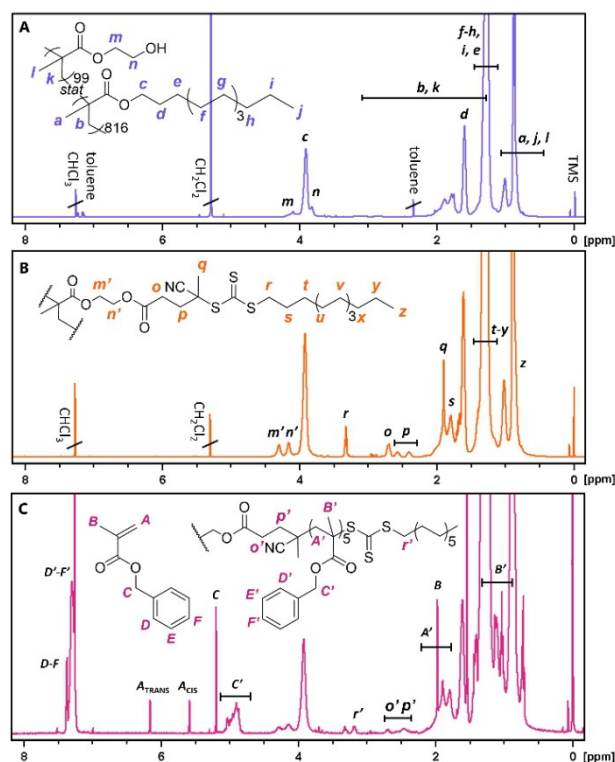 A
m
OH
n
l
k 99
stat
c e g i
a b 816 d f 3 h j
f-h,
i, e
b, k
d
a, j, l
c
m n
CHCl3
toluene
CH2Cl2
toluene
TMS
8 6 4 2 0 [ppm]
B
m' n' o NC q p S S S r s t u v 3 x y z
O O O O
CHCl3
CH2Cl2
m' n'
r
o p
q
s
t-y
z
8 6 4 2 0 [ppm]
C
B A
O O
C
D
E
F
O O
o' p' NC A' B' 5 S S S r' 5
O O
C'
D'
E'
F'
D'-F'
D-F
ATRANS
ACIS
C
C'
r'
o' p'
A'
B
B'
8 6 4 2 0 [ppm]